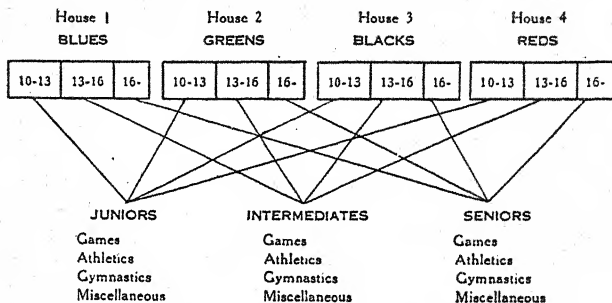 House 1 House 2 House 3 House 4
BLUES GREENS BLACKS REDS
10-13 13-16 16- 10-13 13-16 16- 10-13 13-16 16- 10-13 13-16 16-
JUNIORS INTERMEDIATES SENIORS
Games Games Games
Athletics Athletics Athletics
Gymnastics Gymnastics Gymnastics
Miscellaneous Miscellaneous Miscellaneous